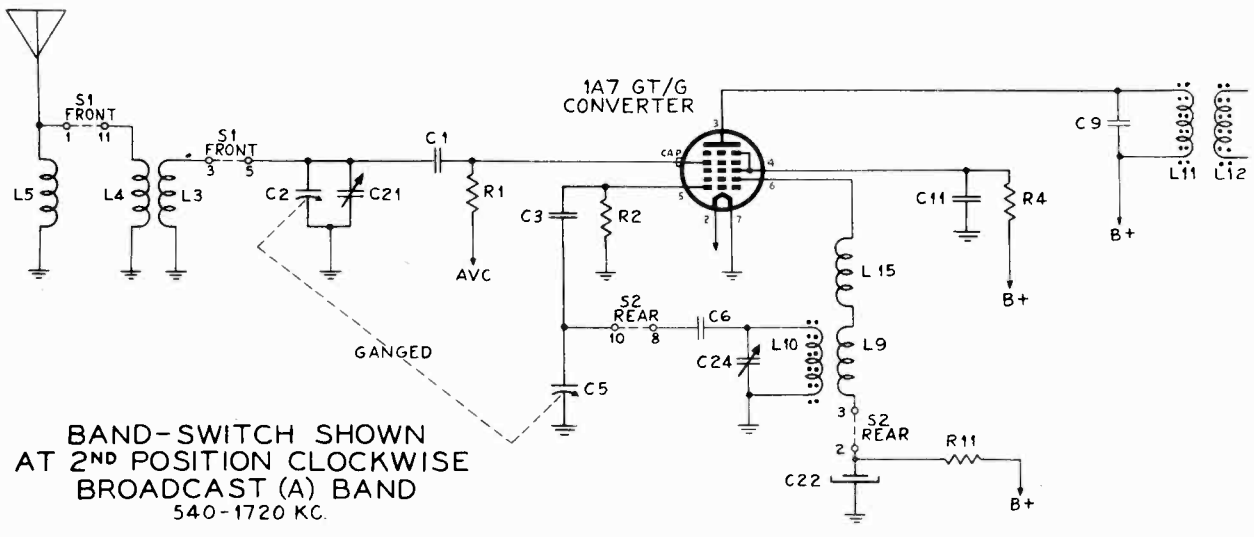 S1
FRONT
1 11
S1
FRONT
3 5
L5
L4
L3
C2
C21
C1
R1
AVC
1A7 GT/G
CONVERTER
3
CAP
4
6
5
2
7
C3
R2
C11
R4
B+
C9
L11
L12
B+
L15
S2
REAR
10 8
C6
C24
L10
L9
GANGED
C5
3
S2
REAR
2
R11
C22
B+
BAND-SWITCH SHOWN
AT 2ND POSITION CLOCKWISE
BROADCAST (A) BAND
540-1720 KC.